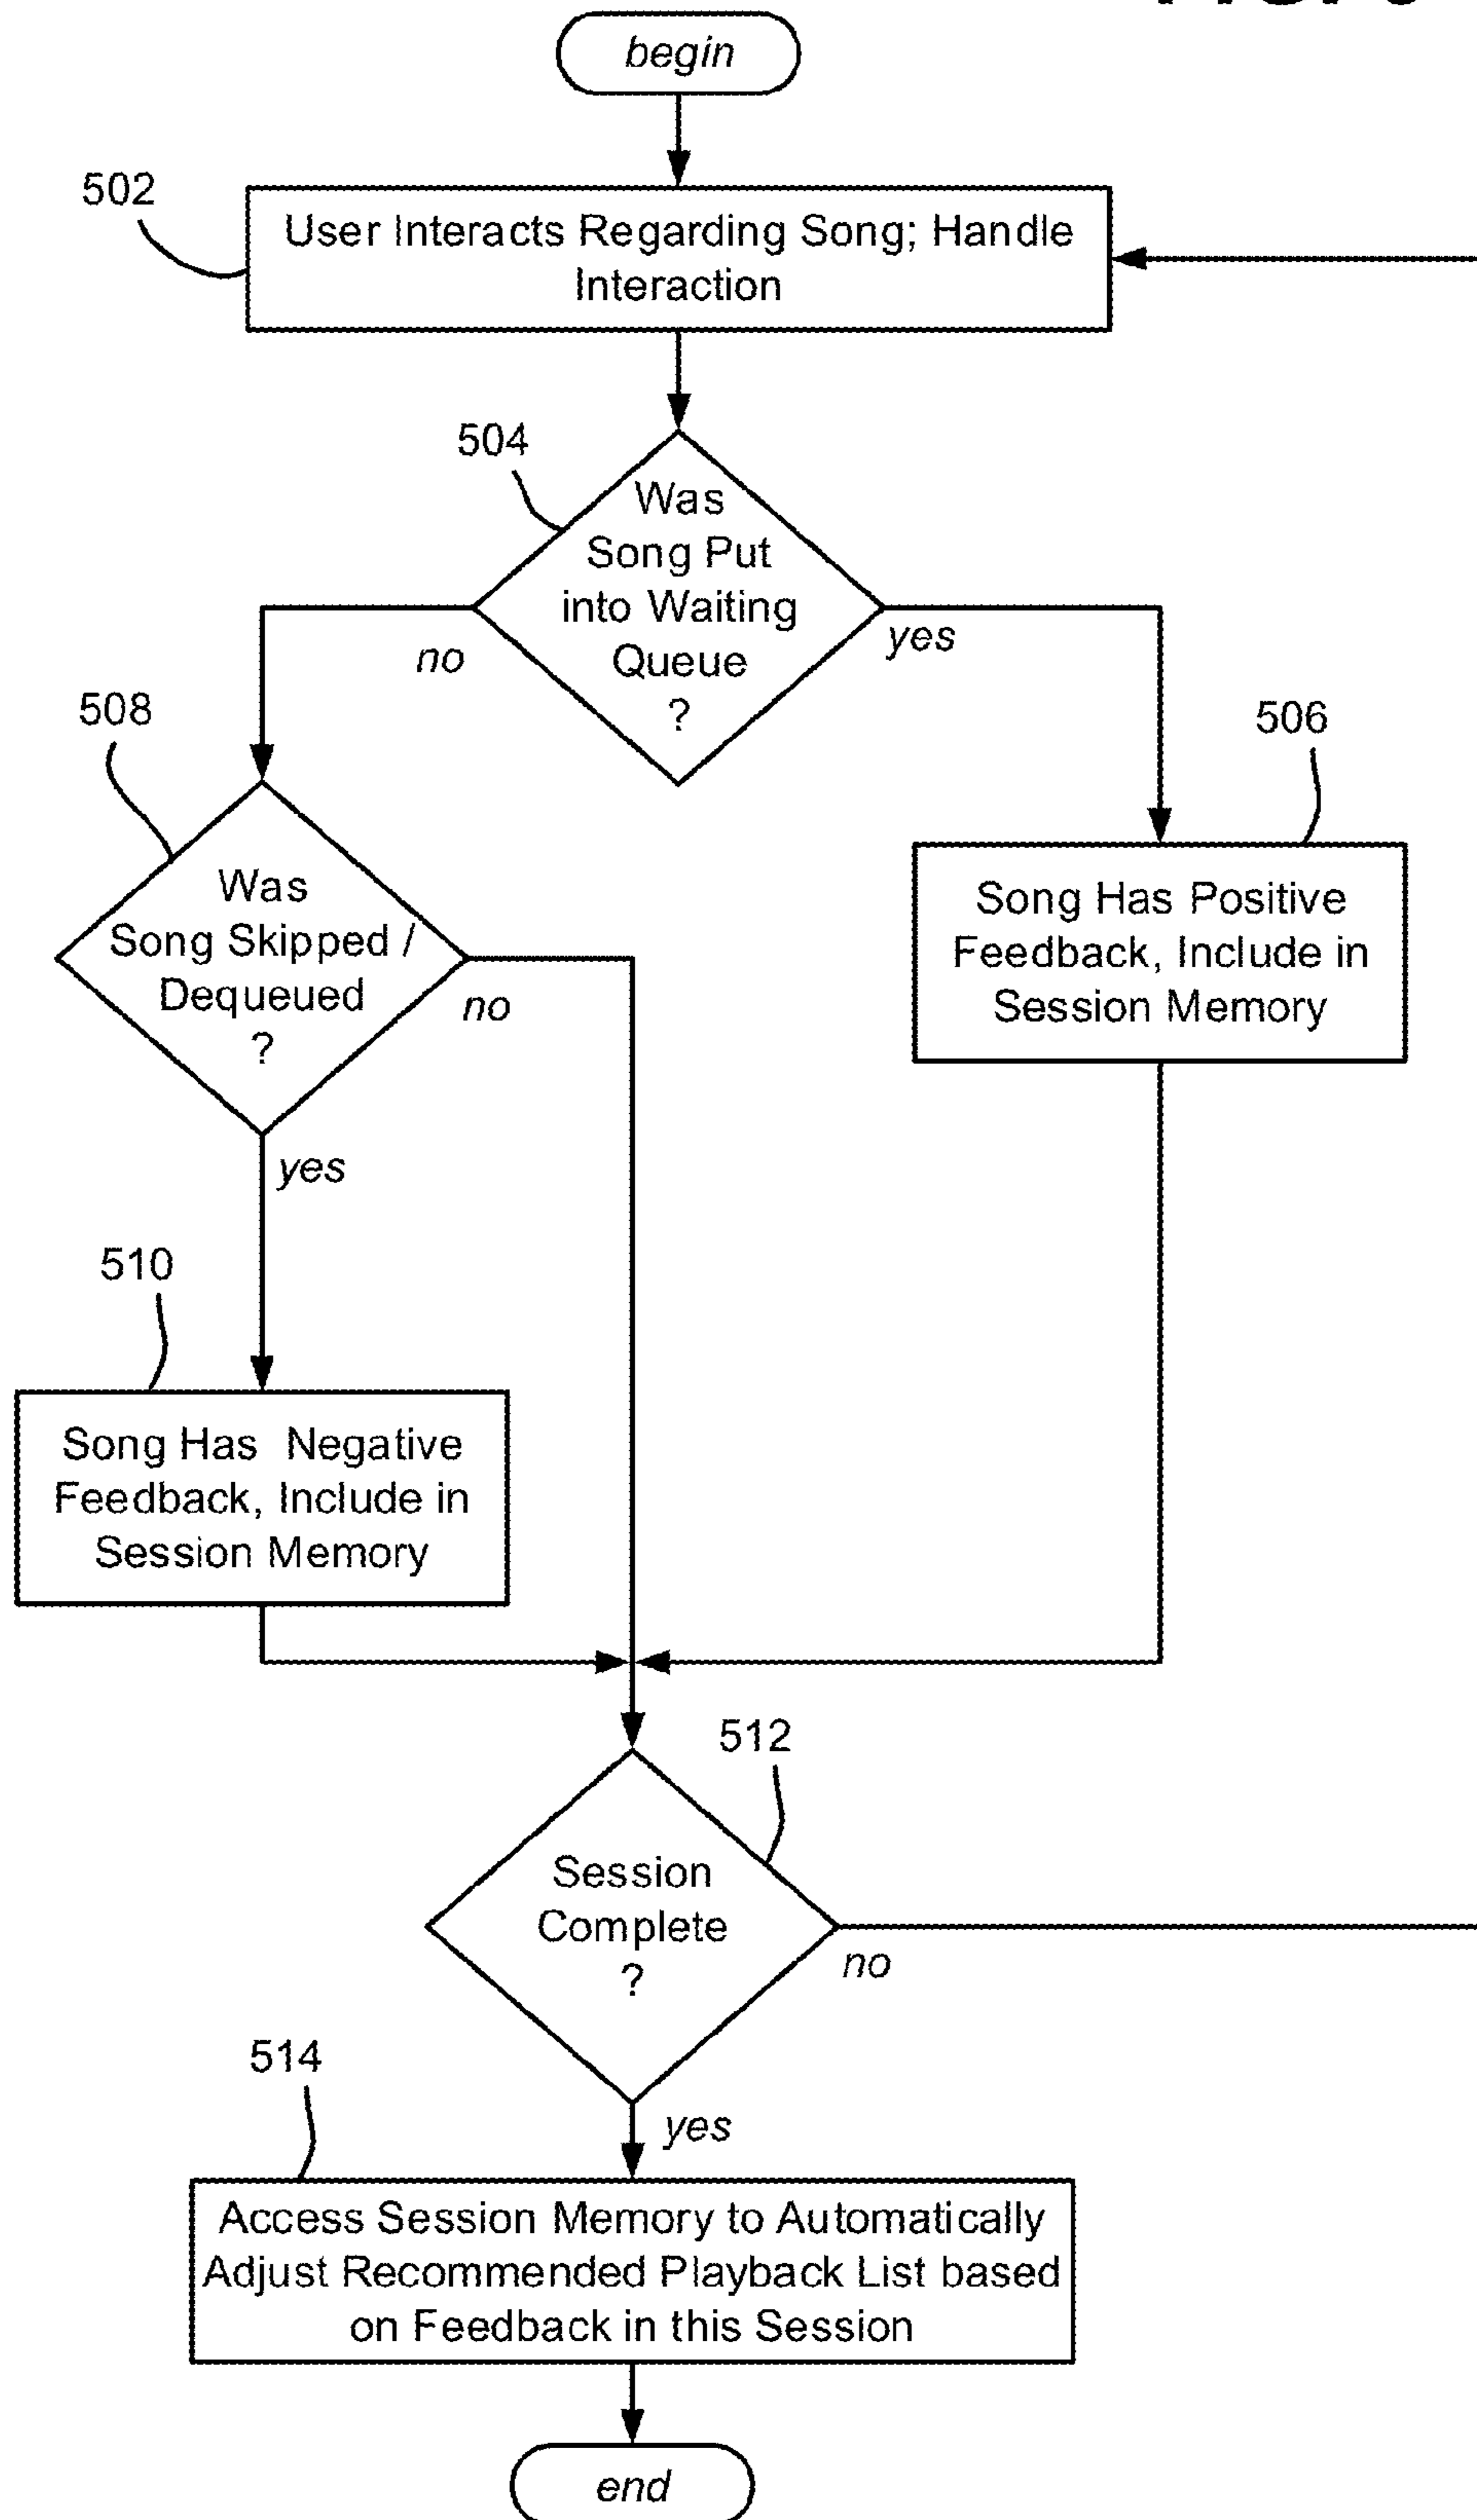 begin
502
User Interacts Regarding Song; Handle
Interaction
504
Was
Song Put
into Waiting
Queue
?
no
yes
508
506
Was
Song Skipped /
Dequeued
?
no
yes
Song Has Positive
Feedback, Include in
Session Memory
510
Song Has Negative
Feedback, Include in
Session Memory
512
Session
Complete
?
no
yes
514
Access Session Memory to Automatically
Adjust Recommended Playback List based
on Feedback in this Session
end